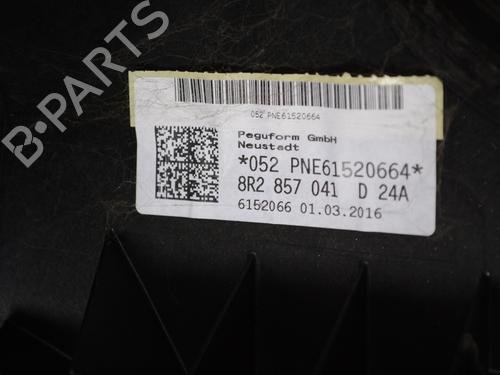 B-PARTS
052 PNE61520664
Peguform GmbH
Neustadt
*052 PNE61520664*
8R2 857 041 D 24A
6152066 01.03.2016